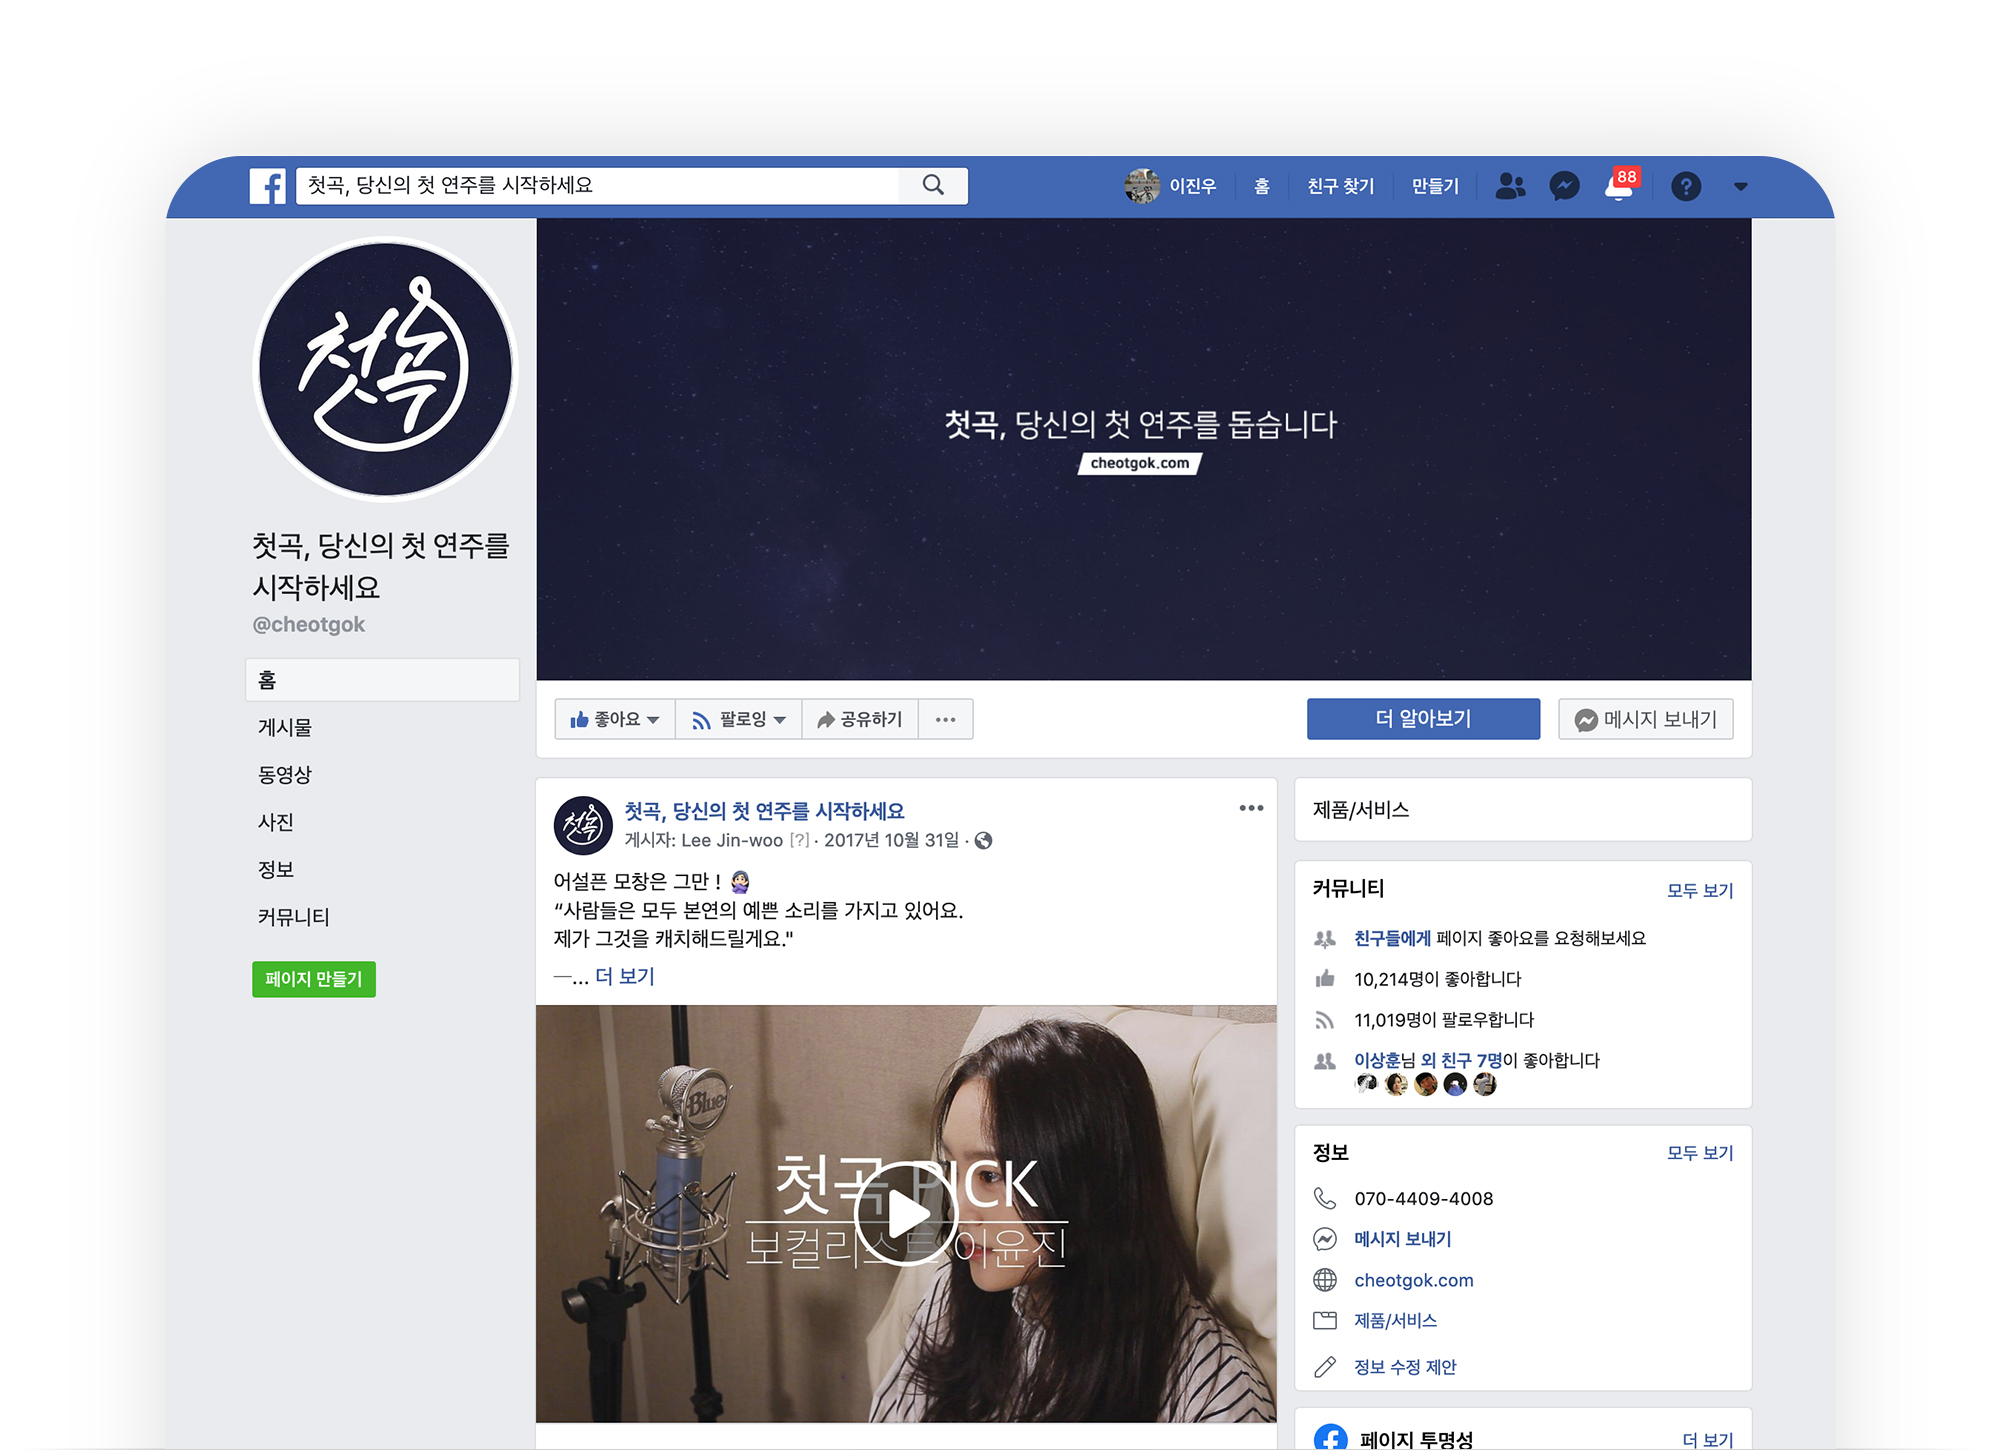 첫곡, 당신의 첫 연주를 시작하세요
이진우
홈
친구 찾기
만들기
88
?
첫곡
첫곡, 당신의 첫 연주를
시작하세요
@cheotgok
홈
게시물
동영상
사진
정보
커뮤니티
페이지 만들기
첫곡, 당신의 첫 연주를 돕습니다
cheotgok.com
좋아요
팔로잉
공유하기
더 알아보기
메시지 보내기
첫곡
첫곡, 당신의 첫 연주를 시작하세요
게시자: Lee Jin-woo [?] · 2017년 10월 31일 ·
어설픈 모창은 그만 !
“사람들은 모두 본연의 예쁜 소리를 가지고 있어요.
제가 그것을 캐치해드릴게요."
—... 더 보기
Blue
첫곡 PICK
보컬리스트 이윤진
제품/서비스
커뮤니티
모두 보기
친구들에게 페이지 좋아요를 요청해보세요
10,214명이 좋아합니다
11,019명이 팔로우합니다
이상훈님 외 친구 7명이 좋아합니다
정보
모두 보기
070-4409-4008
메시지 보내기
cheotgok.com
제품/서비스
정보 수정 제안
페이지 투명성
더 보기